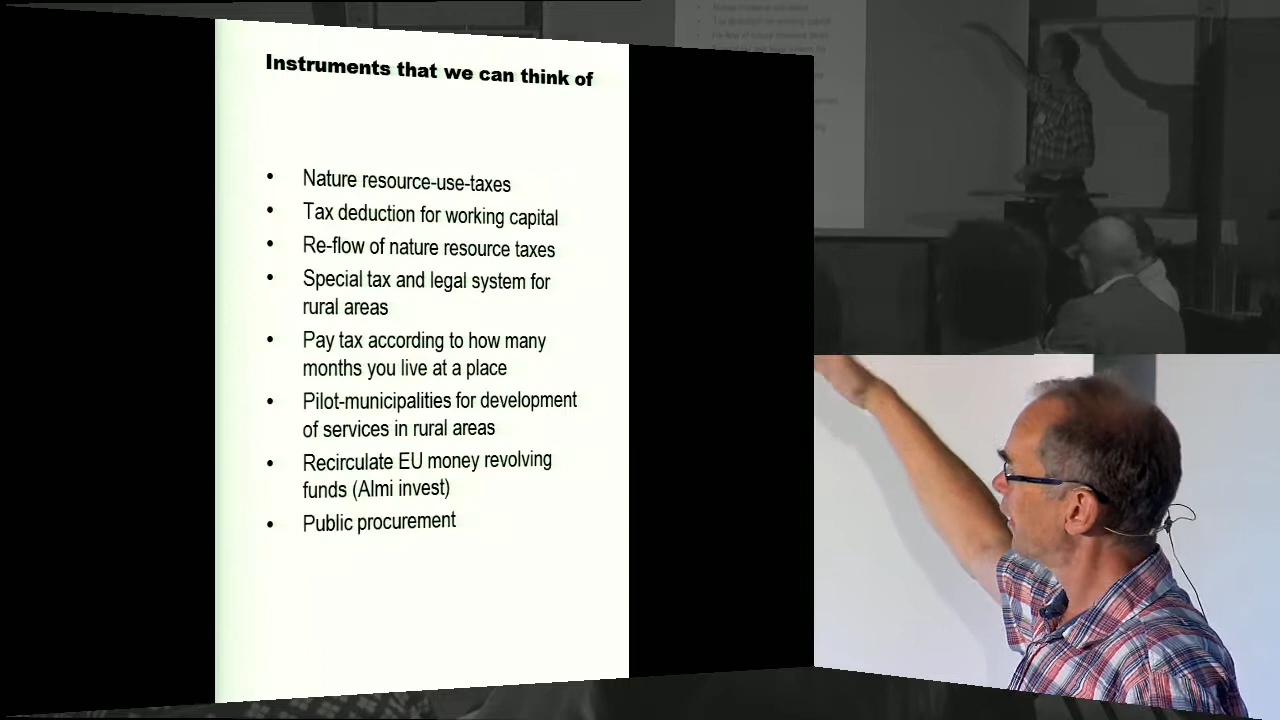 Instruments that we can think of
• Nature resource-use-taxes
• Tax deduction for working capital
• Re-flow of nature resource taxes
• Special tax and legal system for
rural areas
• Pay tax according to how many
months you live at a place
• Pilot-municipalities for development
of services in rural areas
• Recirculate EU money revolving
funds (Almi invest)
• Public procurement